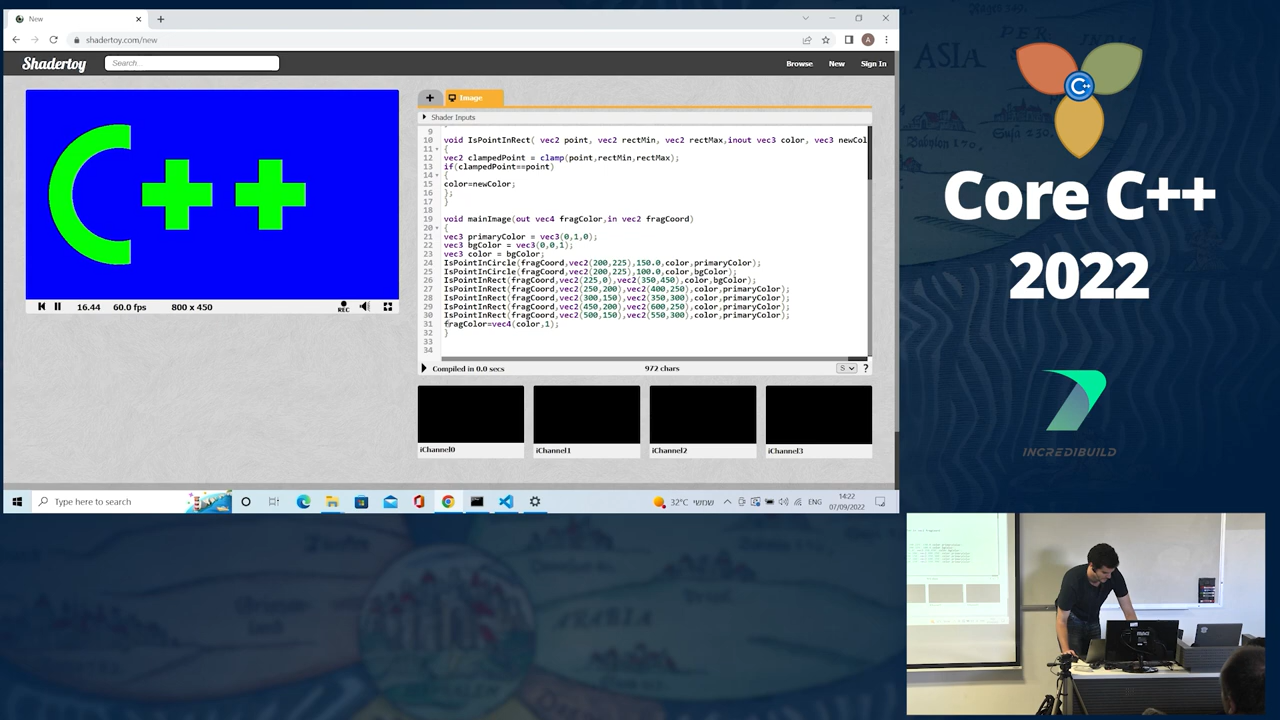 New
shadertoy.com/new
A
Shadertoy
Search...
Browse
New
Sign In
Image
Shader Inputs
9
10 void IsPointInRect( vec2 point, vec2 rectMin, vec2 rectMax,inout vec3 color, vec3 newCol
11 {
12 vec2 clampedPoint = clamp(point,rectMin,rectMax);
13 if(clampedPoint==point)
14 {
15 color=newColor;
16 };
17 }
18
19 void mainImage(out vec4 fragColor,in vec2 fragCoord)
20 {
21 vec3 primaryColor = vec3(0,1,0);
22 vec3 bgColor = vec3(0,0,1);
23 vec3 color = bgColor;
24 IsPointInCircle(fragCoord,vec2(200,225),150.0,color,primaryColor);
25 IsPointInCircle(fragCoord,vec2(200,225),100.0,color,bgColor);
26 IsPointInRect(fragCoord,vec2(225,0),vec2(350,450),color,bgColor);
27 IsPointInRect(fragCoord,vec2(250,200),vec2(400,250),color,primaryColor);
28 IsPointInRect(fragCoord,vec2(300,150),vec2(350,300),color,primaryColor);
29 IsPointInRect(fragCoord,vec2(450,200),vec2(600,250),color,primaryColor);
30 IsPointInRect(fragCoord,vec2(500,150),vec2(550,300),color,primaryColor);
31 fragColor=vec4(color,1);
32 }
33
34
C++
16.44 60.0 fps 800 x 450
REC
Compiled in 0.0 secs
972 chars
S
?
iChannel0
iChannel1
iChannel2
iChannel3
Type here to search
32°C שמשי
ENG
14:22
07/09/2022
ASIA
C++
Core C++
2022
INCREDIBUILD
ARABIA